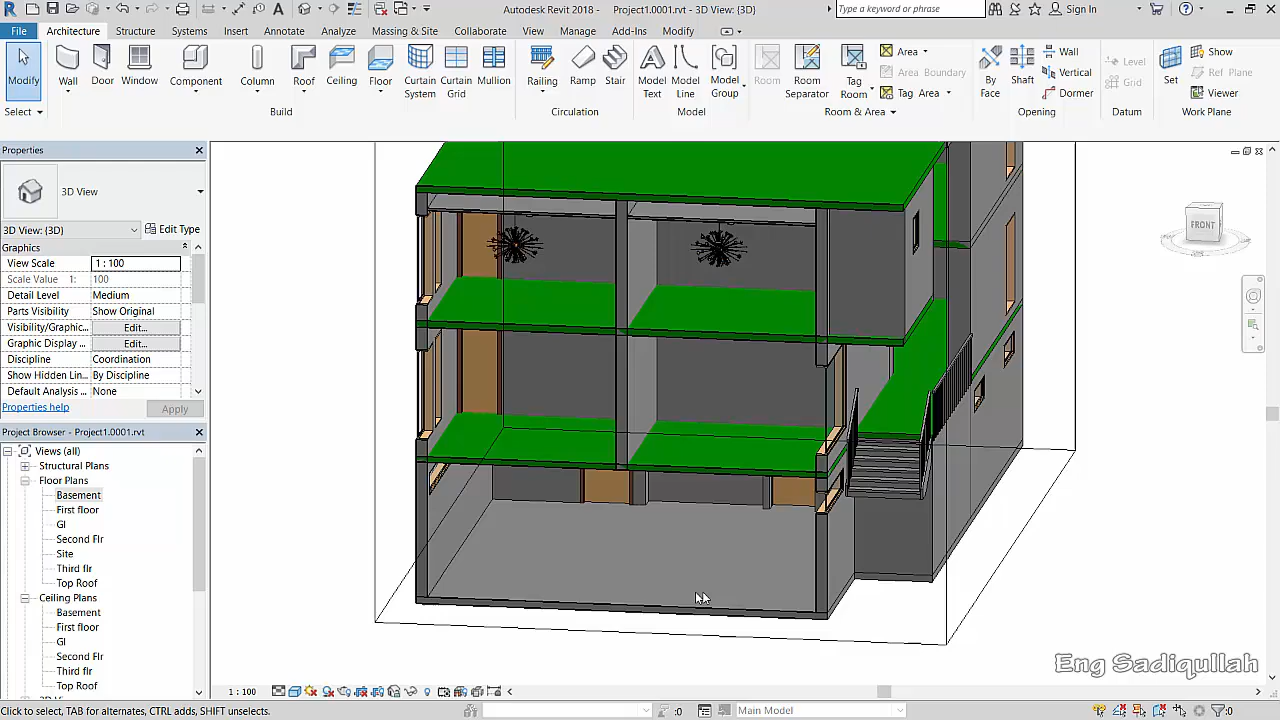 Autodesk Revit 2018 - Project1.0001.rvt - 3D View: {3D}
Type a keyword or phrase
Sign In
File
Architecture
Structure
Systems
Insert
Annotate
Analyze
Massing & Site
Collaborate
View
Manage
Add-Ins
Modify
Modify
Wall
Door
Window
Component
Column
Roof
Ceiling
Floor
Curtain System
Curtain Grid
Mullion
Railing
Ramp
Stair
Model Text
Model Line
Model Group
Room
Room Separator
Tag Room
Area
Area Boundary
Tag Area
By Face
Shaft
Wall
Vertical
Dormer
Level
Grid
Set
Show
Ref Plane
Viewer
Select
Build
Circulation
Model
Room & Area
Opening
Datum
Work Plane
Properties
3D View
3D View: {3D}
Edit Type
Graphics
View Scale 1 : 100
Scale Value 1: 100
Detail Level Medium
Parts Visibility Show Original
Visibility/Graphic... Edit...
Graphic Display ... Edit...
Discipline Coordination
Show Hidden Lin... By Discipline
Default Analysis ... None
Properties help
Apply
Project Browser - Project1.0001.rvt
Views (all)
Structural Plans
Floor Plans
Basement
First floor
Gl
Second Flr
Site
Third flr
Top Roof
Ceiling Plans
Basement
First floor
Gl
Second Flr
Third flr
Top Roof
FRONT
Eng Sadiqullah
1 : 100
Click to select, TAB for alternates, CTRL adds, SHIFT unselects.
:0
Main Model
:0